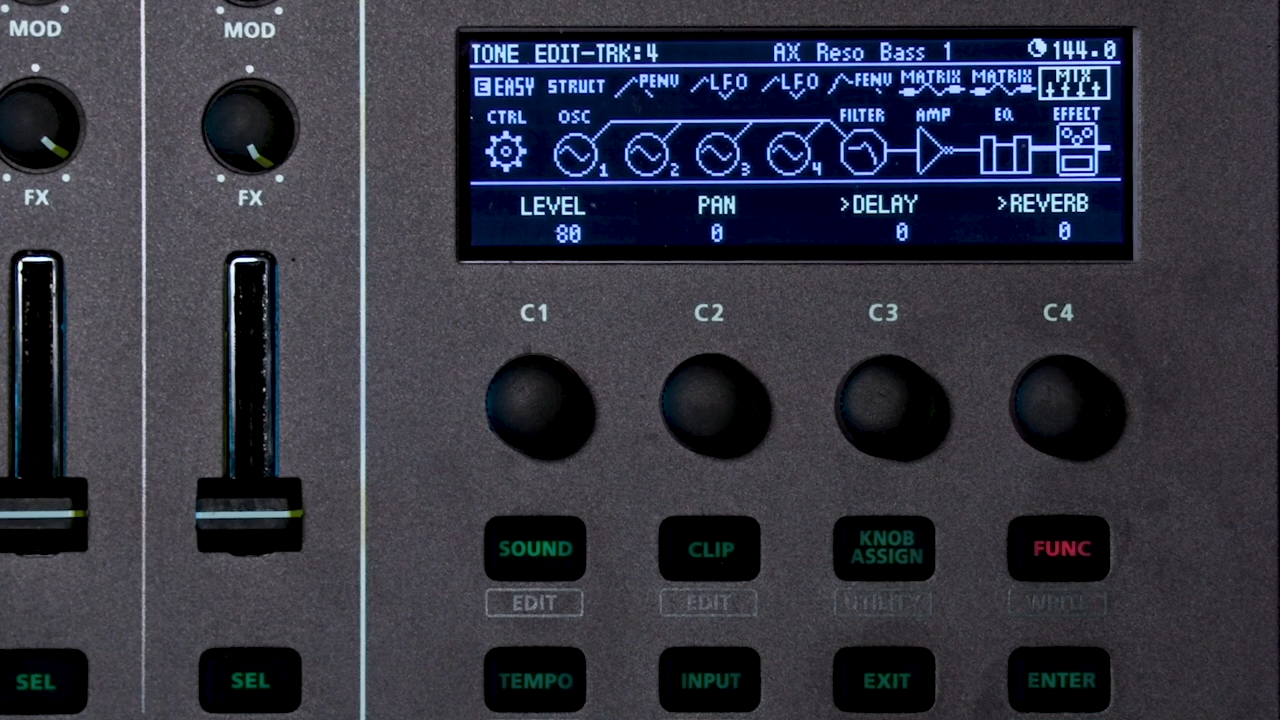 MOD MOD
FX FX
TONE EDIT-TRK:4 AX Reso Bass 1 144.0
E EASY STRUCT PENV LFO LFO FENV MATRIX MATRIX MIX
CTRL OSC FILTER AMP EQ EFFECT
1 2 3 4
LEVEL PAN >DELAY >REVERB
80 0 0 0
C1 C2 C3 C4
SOUND CLIP KNOB ASSIGN FUNC
EDIT EDIT UTILITY WRITE
SEL SEL TEMPO INPUT EXIT ENTER